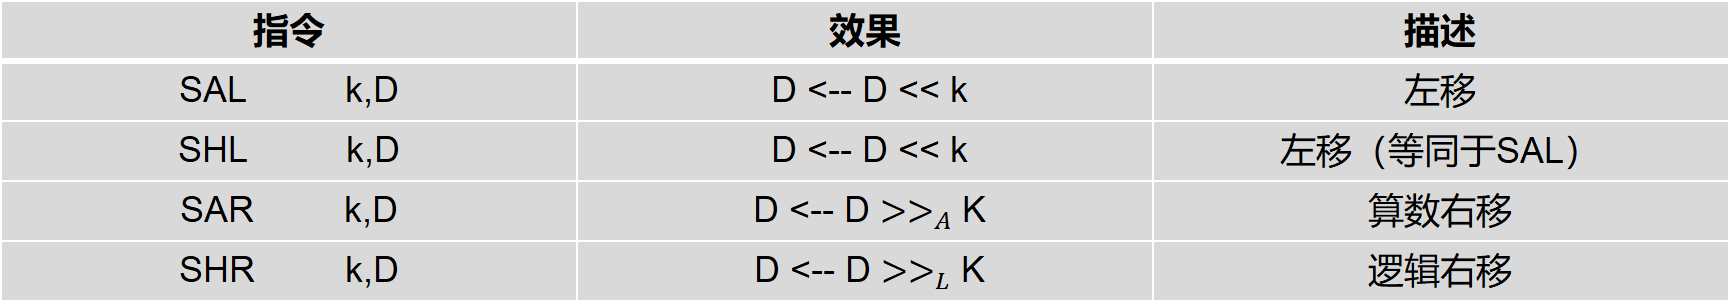 指令 效果 描述
SAL k,D D <-- D << k 左移
SHL k,D D <-- D << k 左移（等同于SAL）
SAR k,D D <-- D >>A K 算数右移
SHR k,D D <-- D >>L K 逻辑右移